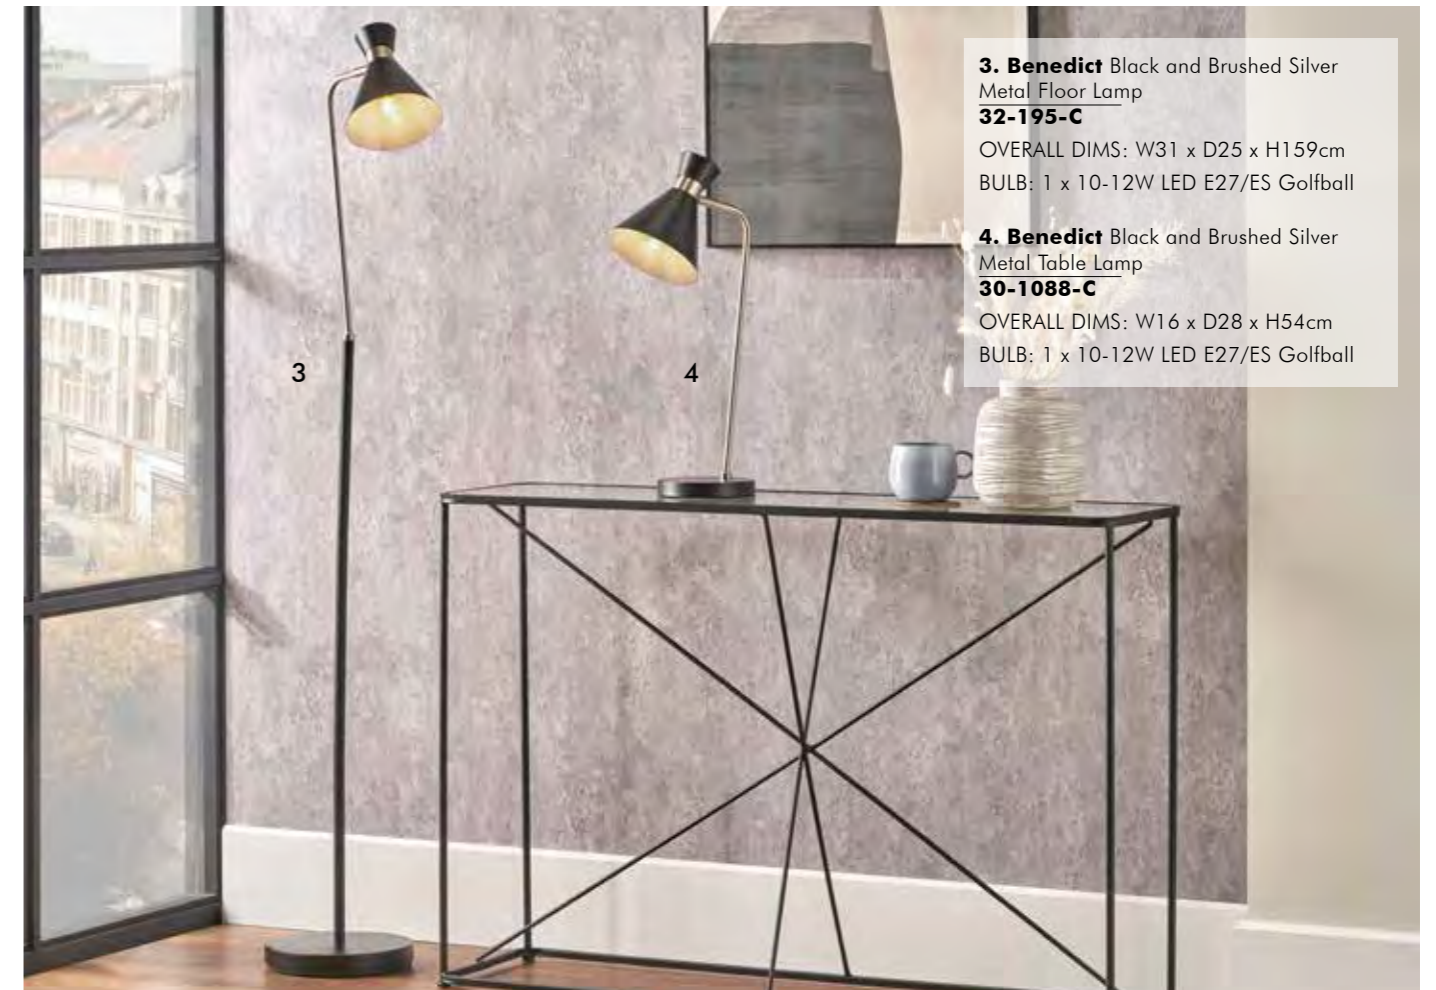 3. Benedict Black and Brushed Silver
Metal Floor Lamp
32-195-C
OVERALL DIMS: W31 x D25 x H159cm
BULB: 1 x 10-12W LED E27/ES Golfball
4. Benedict Black and Brushed Silver
Metal Table Lamp
30-1088-C
OVERALL DIMS: W16 x D28 x H54cm
BULB: 1 x 10-12W LED E27/ES Golfball
3
4